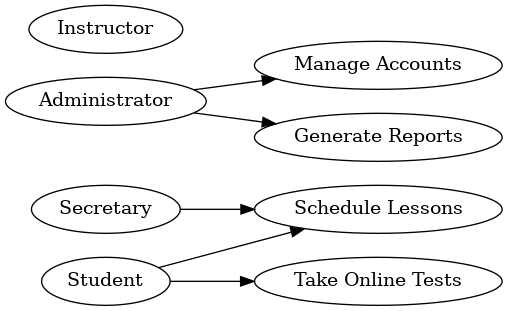 Instructor
Manage Accounts
Administrator
Generate Reports
Secretary
Schedule Lessons
Student
Take Online Tests